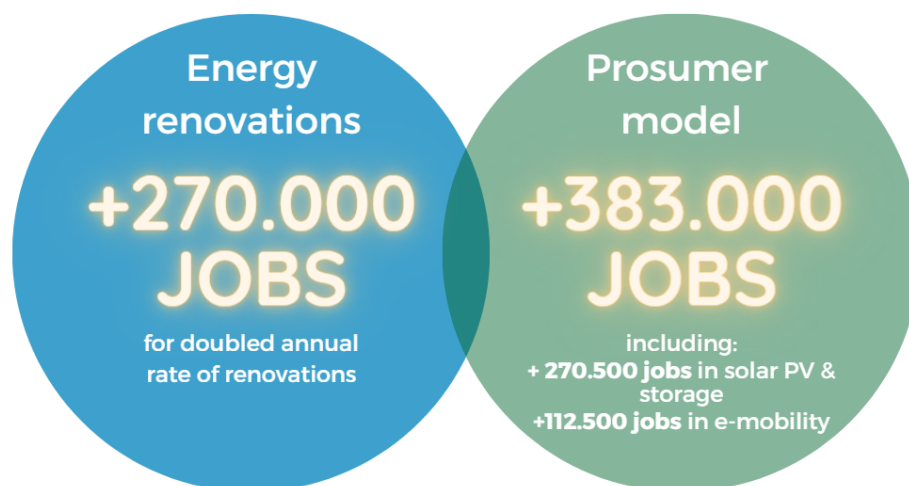 Energy
renovations
+270.000
JOBS
for doubled annual
rate of renovations
Prosumer
model
+383.000
JOBS
including:
+ 270.500 jobs in solar PV &
storage
+112.500 jobs in e-mobility